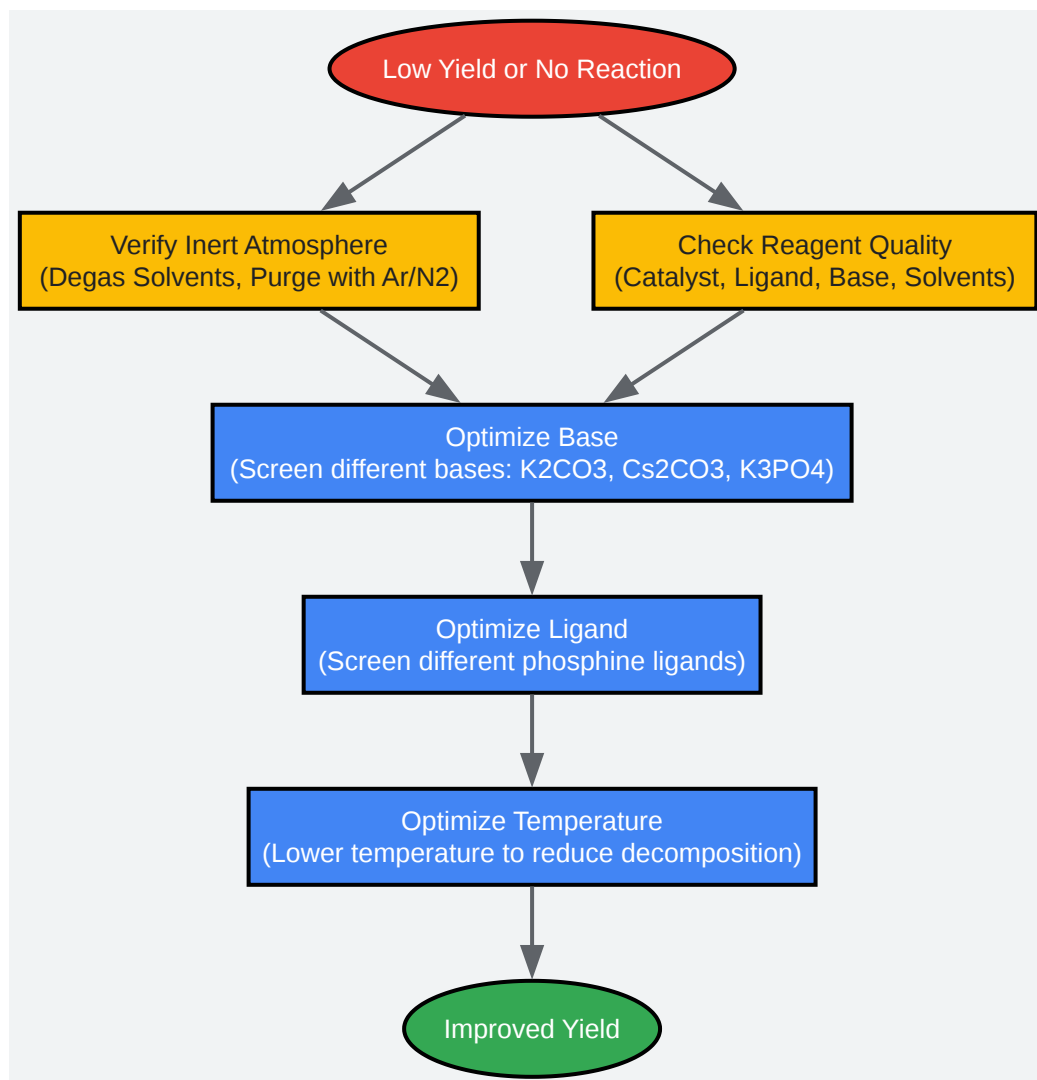 Low Yield or No Reaction
Verify Inert Atmosphere
(Degas Solvents, Purge with Ar/N2)
Check Reagent Quality
(Catalyst, Ligand, Base, Solvents)
Optimize Base
(Screen different bases: K2CO3, Cs2CO3, K3PO4)
Optimize Ligand
(Screen different phosphine ligands)
Optimize Temperature
(Lower temperature to reduce decomposition)
Improved Yield